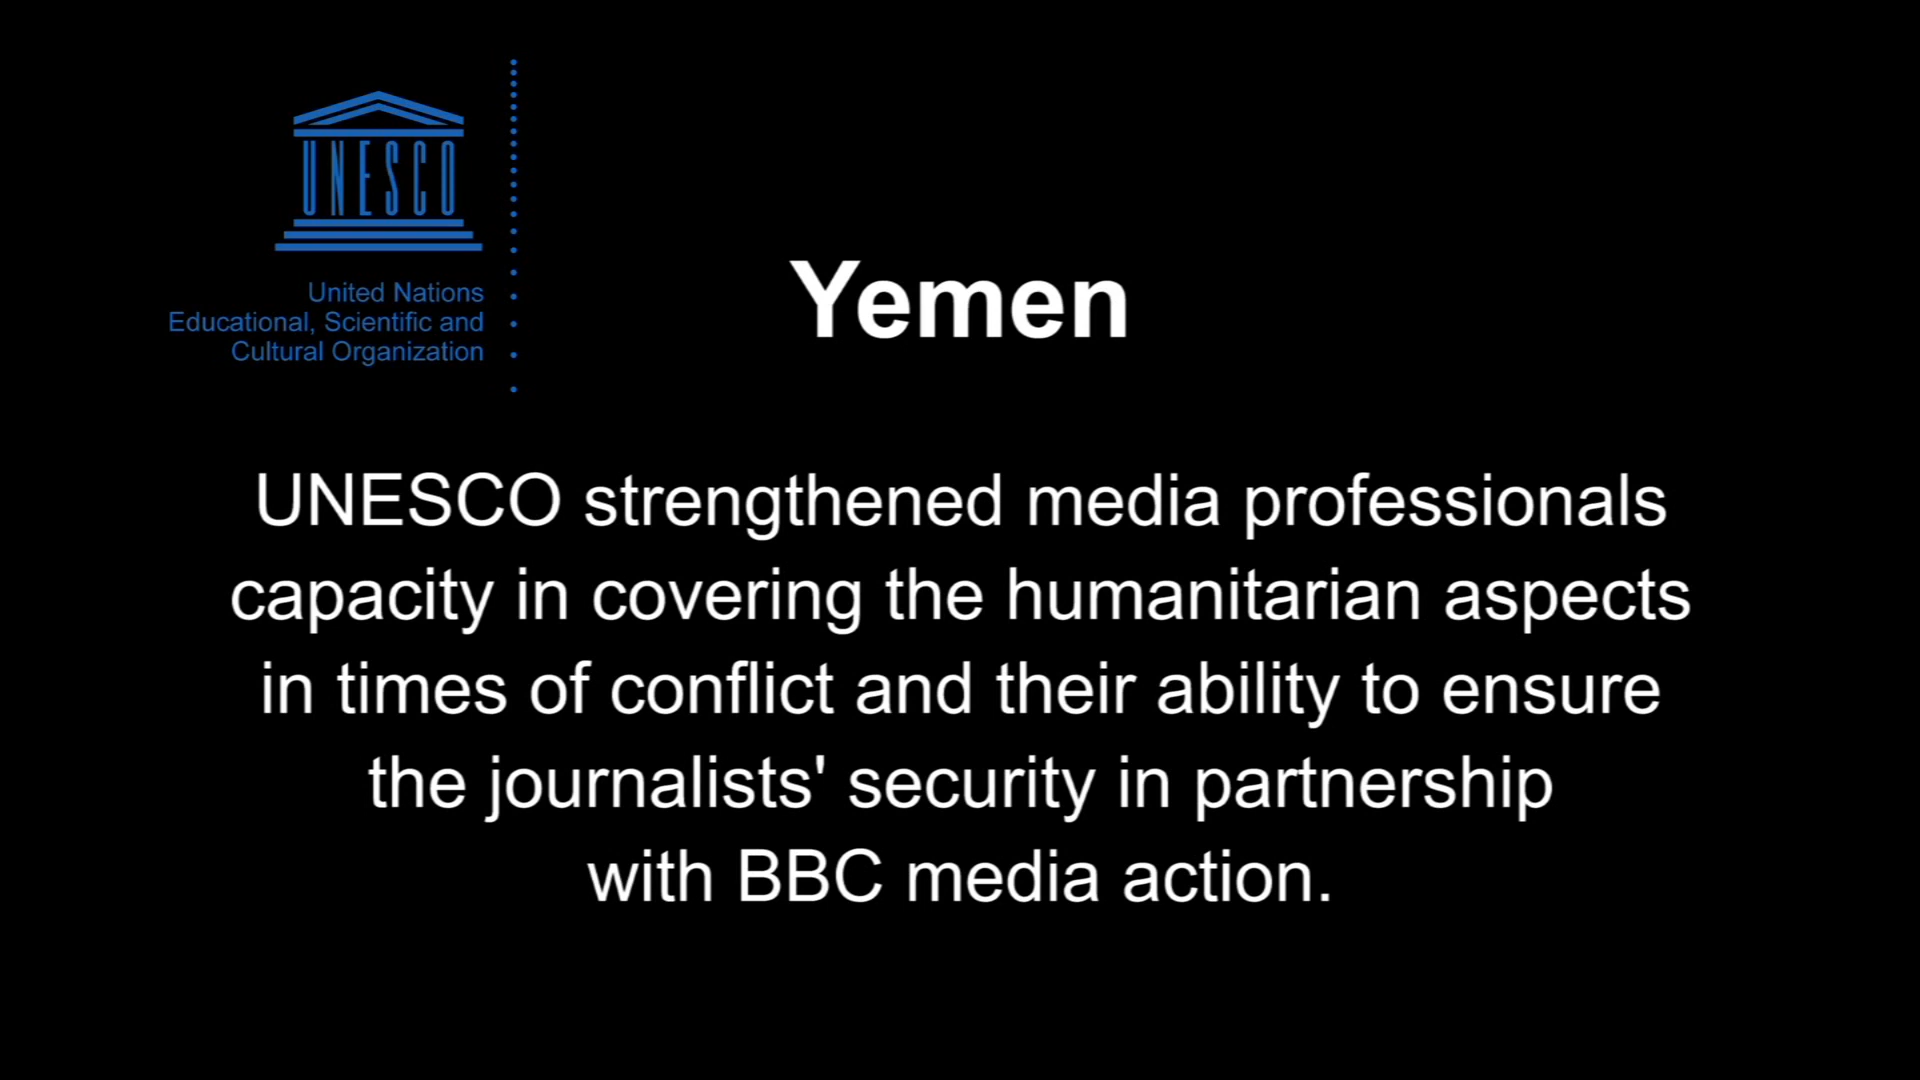 UNESCO
United Nations
Educational, Scientific and
Cultural Organization
Yemen
UNESCO strengthened media professionals
capacity in covering the humanitarian aspects
in times of conflict and their ability to ensure
the journalists' security in partnership
with BBC media action.